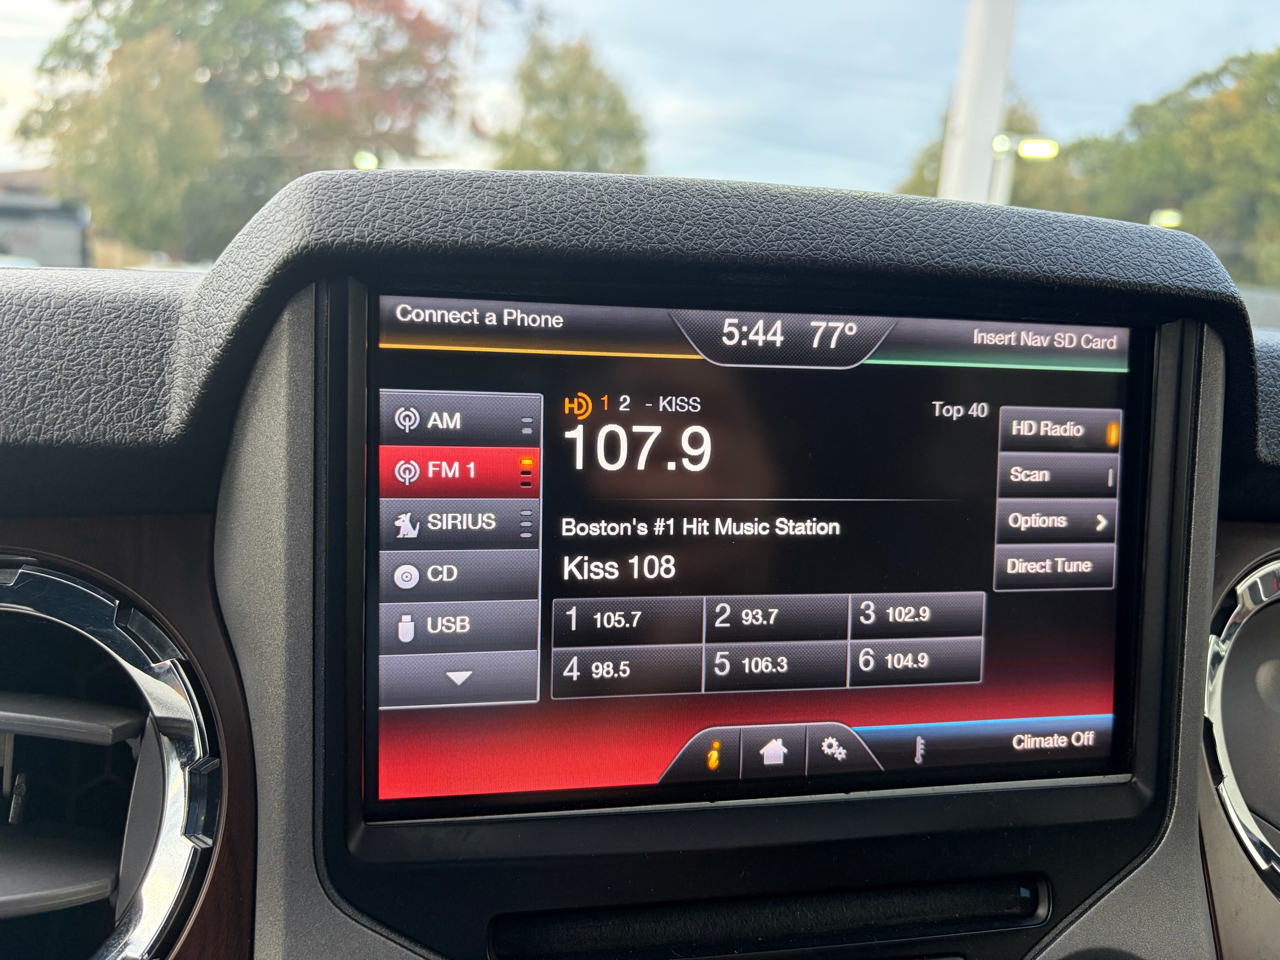 Connect a Phone
5:44 77º
Insert Nav SD Card
AM
FM 1
SIRIUS
CD
USB
HD 1 2 - KISS
Top 40
107.9
Boston's #1 Hit Music Station
Kiss 108
1 105.7 2 93.7 3 102.9
4 98.5 5 106.3 6 104.9
HD Radio
Scan
Options
Direct Tune
i
Climate Off